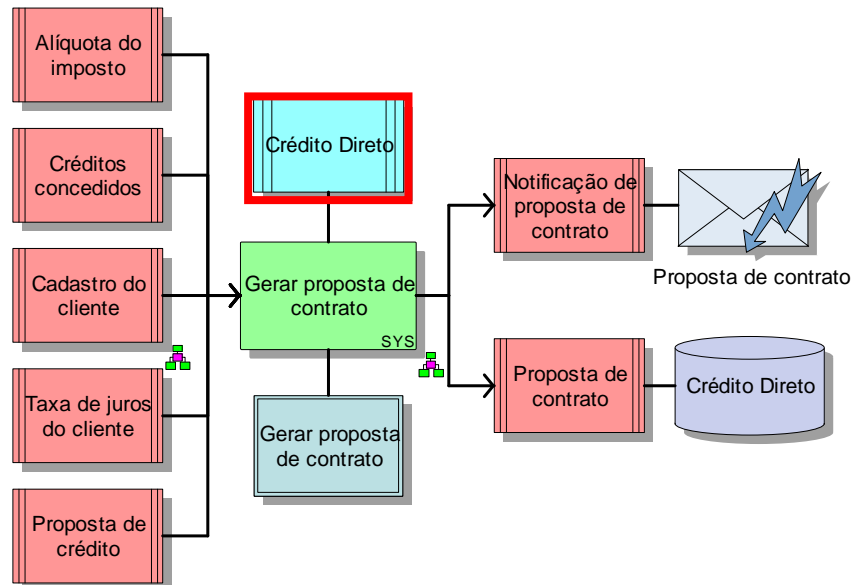 Alíquota do
imposto
Créditos
concedidos
Cadastro do
cliente
Taxa de juros
do cliente
Proposta de
crédito
Crédito Direto
Gerar proposta de
contrato
SYS
Gerar proposta
de contrato
Notificação de
proposta de
contrato
Proposta de contrato
Proposta de
contrato
Crédito Direto